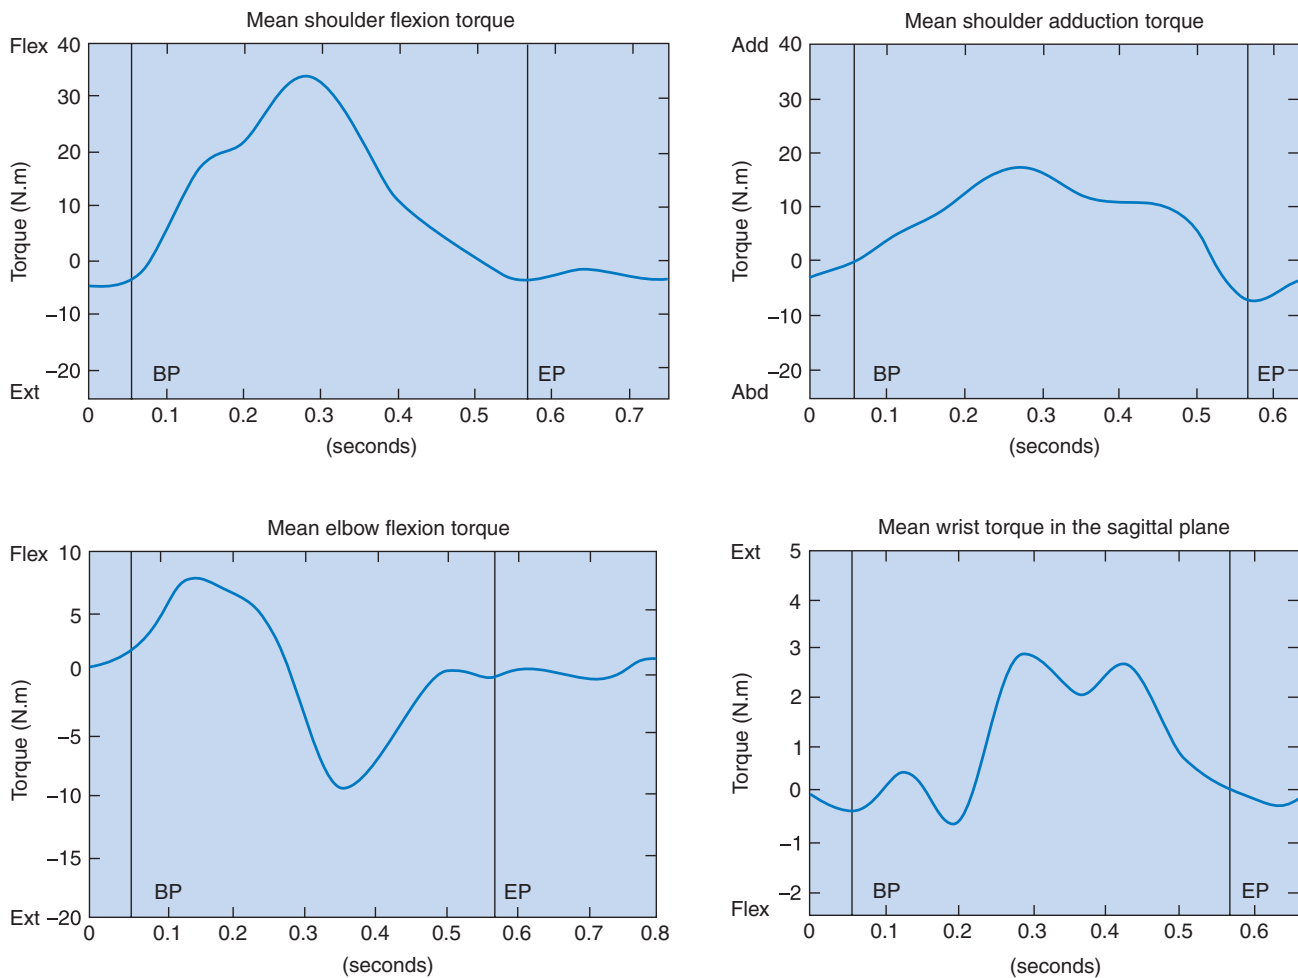 Mean shoulder flexion torque
Flex
40
30
20
10
0
–10
–20
Ext
Torque (N.m)
BP
EP
0 0.1 0.2 0.3 0.4 0.5 0.6 0.7
(seconds)
Mean shoulder adduction torque
Add
40
30
20
10
0
–10
–20
Abd
Torque (N.m)
BP
EP
0 0.1 0.2 0.3 0.4 0.5 0.6
(seconds)
Mean elbow flexion torque
Flex
10
5
0
–5
–10
–15
Ext –20
Torque (N.m)
BP
EP
0 0.1 0.2 0.3 0.4 0.5 0.6 0.7 0.8
(seconds)
Mean wrist torque in the sagittal plane
Ext
5
4
3
2
1
0
–1
–2
Flex
Torque (N.m)
BP
EP
0 0.1 0.2 0.3 0.4 0.5 0.6
(seconds)